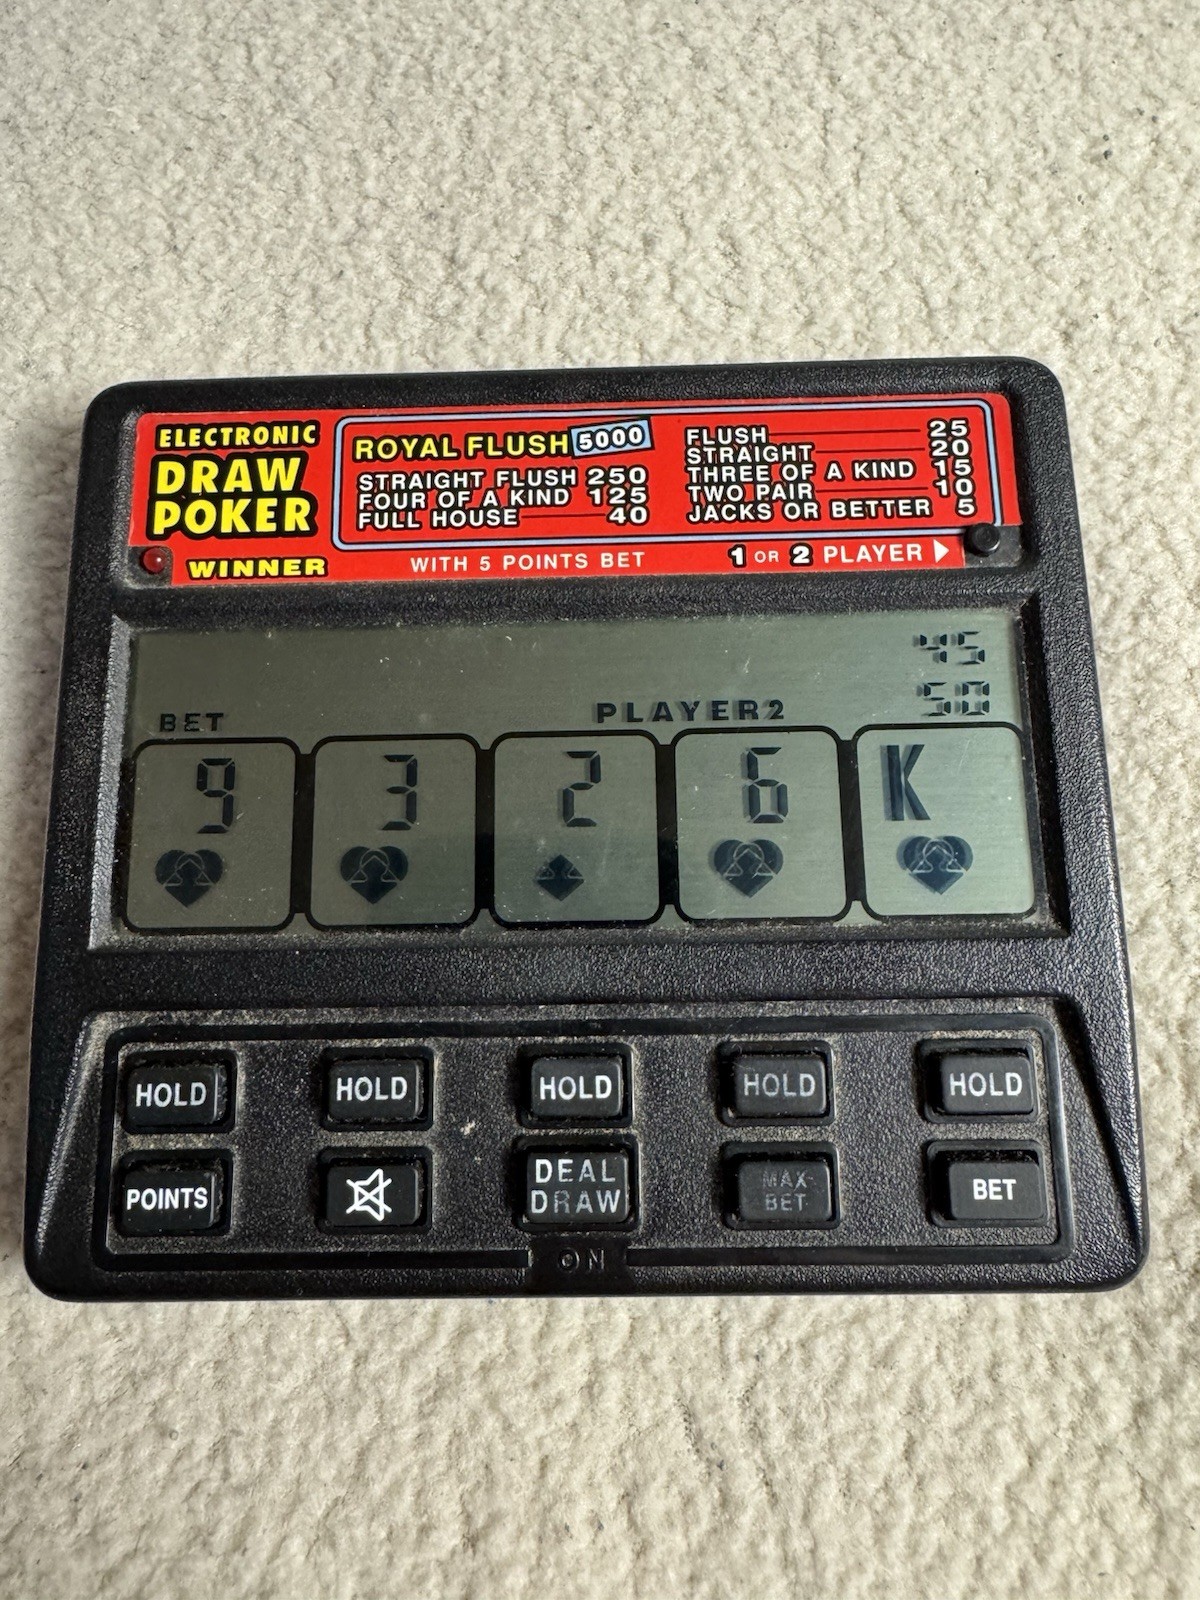 ELECTRONIC
DRAW
POKER
WINNER
ROYAL FLUSH 5000
STRAIGHT FLUSH 250
FOUR OF A KIND 125
FULL HOUSE 40
FLUSH 25
STRAIGHT 20
THREE OF A KIND 15
TWO PAIR 10
JACKS OR BETTER 5
WITH 5 POINTS BET
1 OR 2 PLAYER
45
50
BET PLAYER2
9 3 2 6 K
HOLD HOLD HOLD HOLD HOLD
POINTS
DEAL
DRAW
MAX
BET
BET
ON